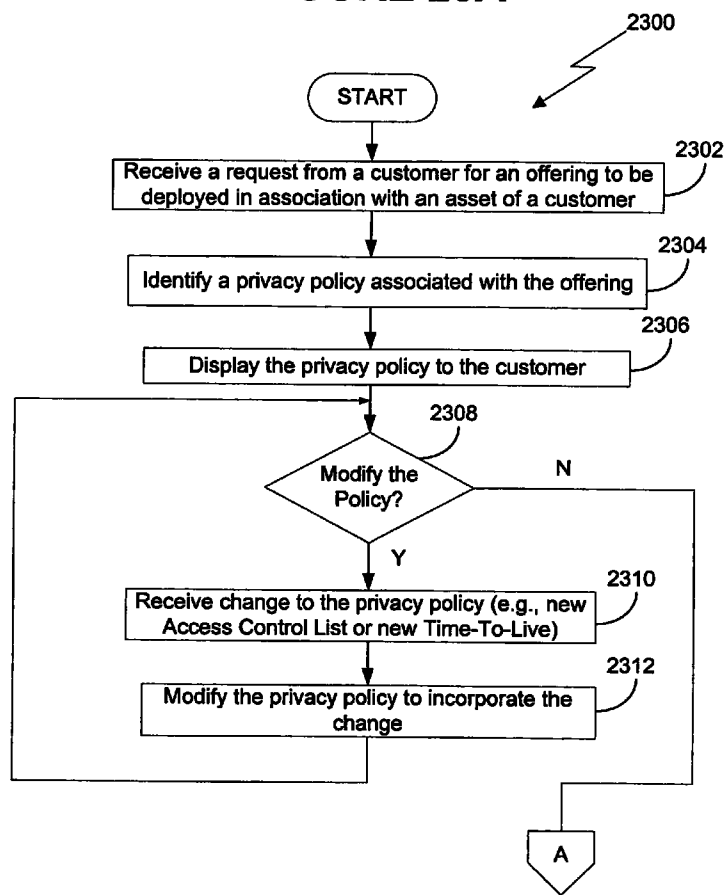 2300
START
2302
Receive a request from a customer for an offering to be
deployed in association with an asset of a customer
2304
Identify a privacy policy associated with the offering
2306
Display the privacy policy to the customer
2308
Modify the
Policy?
N
Y
2310
Receive change to the privacy policy (e.g., new
Access Control List or new Time-To-Live)
2312
Modify the privacy policy to incorporate the
change
A